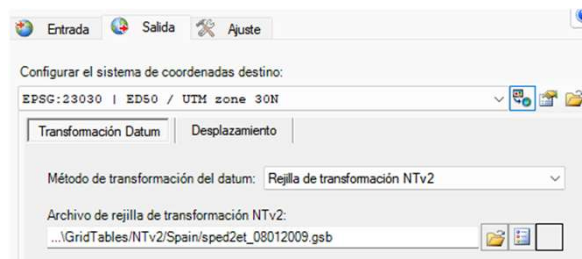 Entrada Salida Ajuste
Configurar el sistema de coordenadas destino:
EPSG:23030 | ED50 / UTM zone 30N
Transformación Datum Desplazamiento
Método de transformación del datum: Rejilla de transformación NTv2
Archivo de rejilla de transformación NTv2:
...\GridTables/NTv2/Spain/sped2et_08012009.gsb